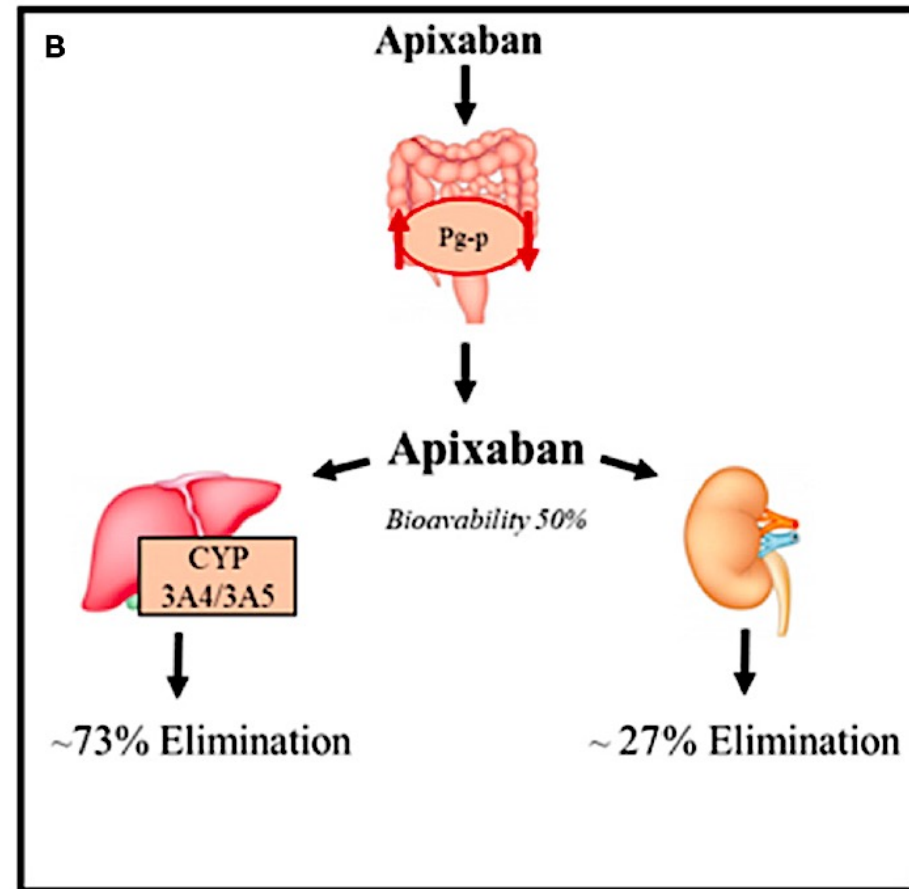 B
Apixaban
Pg-p
Apixaban
Bioavability 50%
CYP
3A4/3A5
~73% Elimination
~ 27% Elimination